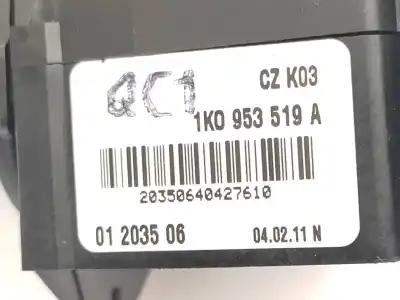 QC1
CZ K03
1K0 953 519 A
20350640427610
01 2035 06
04.02.11 N